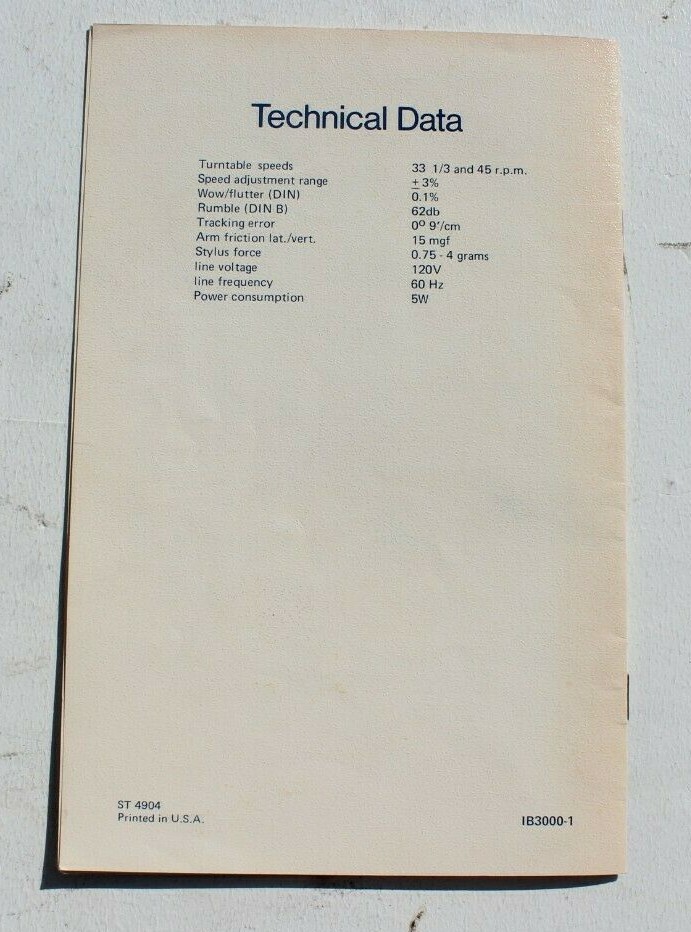 Technical Data
Turntable speeds 33 1/3 and 45 r.p.m.
Speed adjustment range ± 3%
Wow/flutter (DIN) 0.1%
Rumble (DIN B) 62db
Tracking error 0º 9'/cm
Arm friction lat./vert. 15 mgf
Stylus force 0.75 - 4 grams
line voltage 120V
line frequency 60 Hz
Power consumption 5W
ST 4904
Printed in U.S.A.
IB3000-1